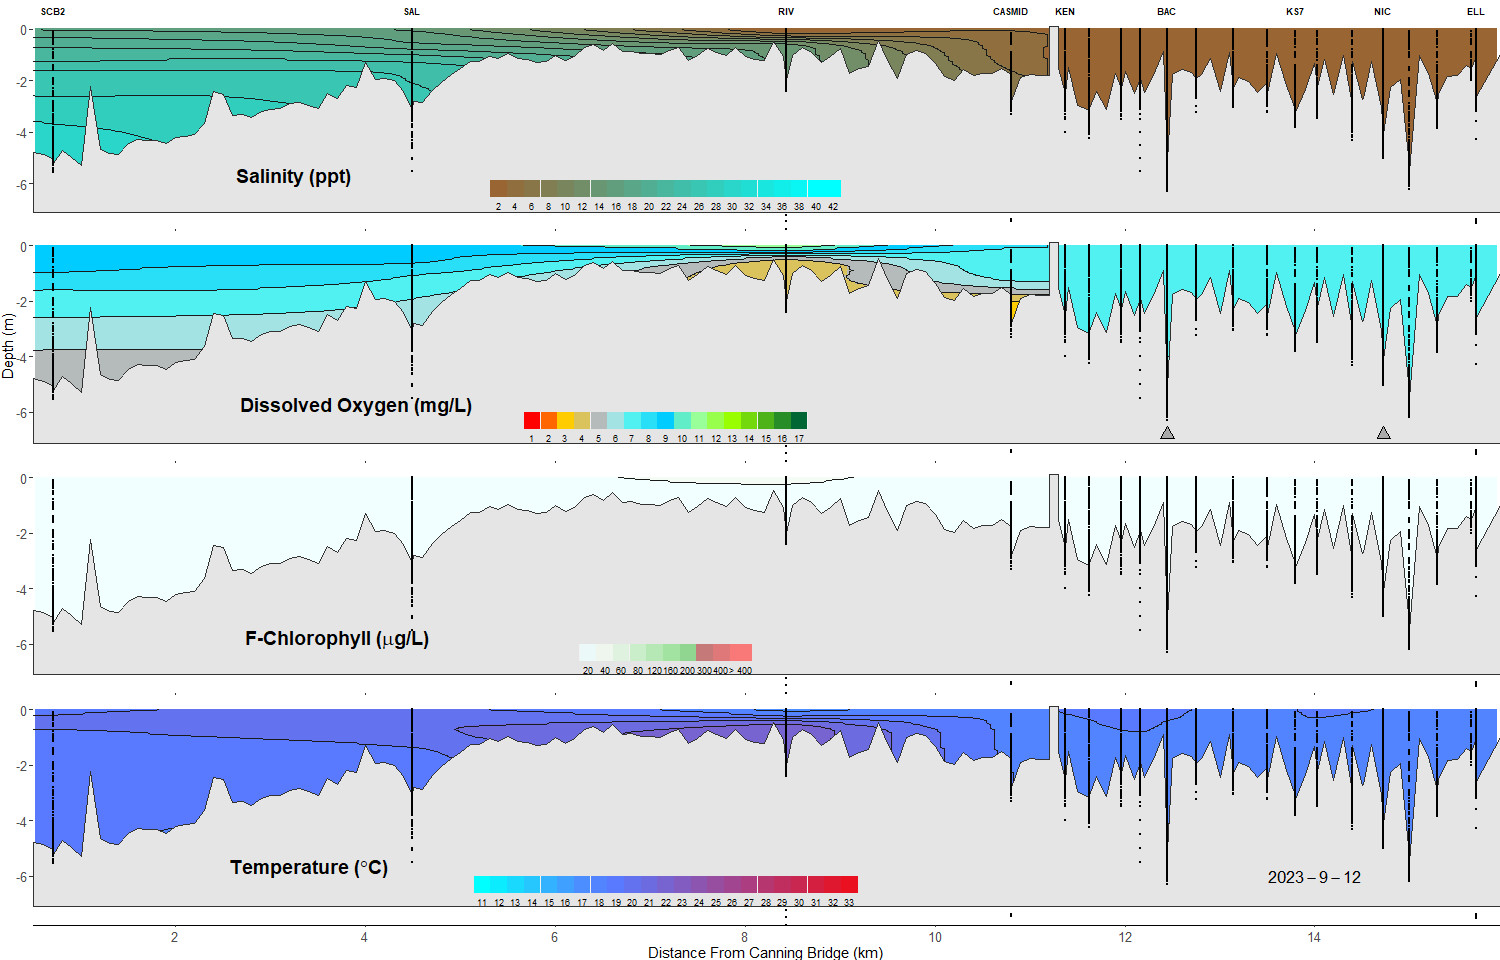 SCB2 SAL RIV CASMID KEN BAC KS7 NIC ELL
0
-2
-4
-6
Salinity (ppt)
2 4 6 8 10 12 14 16 18 20 22 24 26 28 30 32 34 36 38 40 42
0
-2
-4
-6
Depth (m)
Dissolved Oxygen (mg/L)
1 2 3 4 5 6 7 8 9 10 11 12 13 14 15 16 17
0
-2
-4
-6
F-Chlorophyll (μg/L)
20 40 60 80 120 160 200 300 400 > 400
0
-2
-4
-6
Temperature (°C)
2023 – 9 – 12
11 12 13 14 15 16 17 18 19 20 21 22 23 24 25 26 27 28 29 30 31 32 33
2 4 6 8 10 12 14
Distance From Canning Bridge (km)